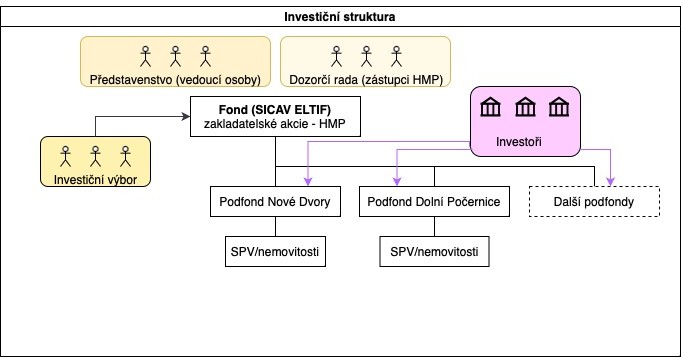 Investiční struktura
Představenstvo (vedoucí osoby)
Dozorčí rada (zástupci HMP)
Fond (SICAV ELTIF)
zakladatelské akcie - HMP
Investoři
Investiční výbor
Podfond Nové Dvory
Podfond Dolní Počernice
Další podfondy
SPV/nemovitosti
SPV/nemovitosti